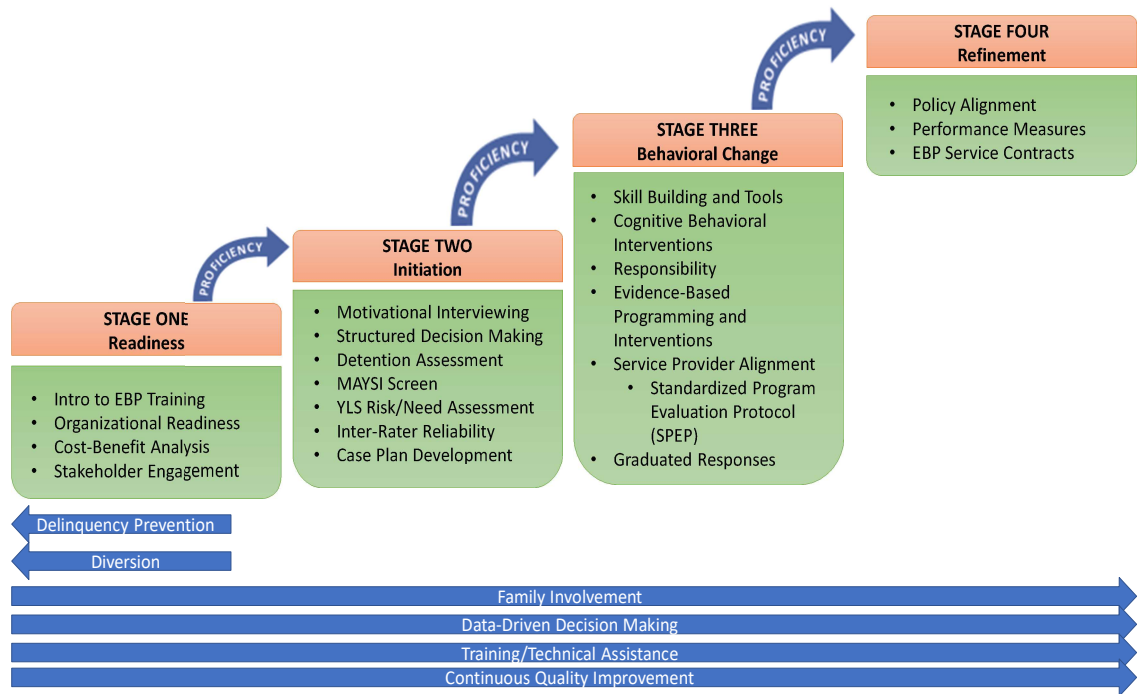 STAGE ONE
Readiness
• Intro to EBP Training
• Organizational Readiness
• Cost-Benefit Analysis
• Stakeholder Engagement
PROFICIENCY
STAGE TWO
Initiation
• Motivational Interviewing
• Structured Decision Making
• Detention Assessment
• MAYSI Screen
• YLS Risk/Need Assessment
• Inter-Rater Reliability
• Case Plan Development
PROFICIENCY
STAGE THREE
Behavioral Change
• Skill Building and Tools
• Cognitive Behavioral
Interventions
• Responsibility
• Evidence-Based
Programming and
Interventions
• Service Provider Alignment
• Standardized Program
Evaluation Protocol
(SPEP)
• Graduated Responses
PROFICIENCY
STAGE FOUR
Refinement
• Policy Alignment
• Performance Measures
• EBP Service Contracts
Delinquency Prevention
Diversion
Family Involvement
Data-Driven Decision Making
Training/Technical Assistance
Continuous Quality Improvement